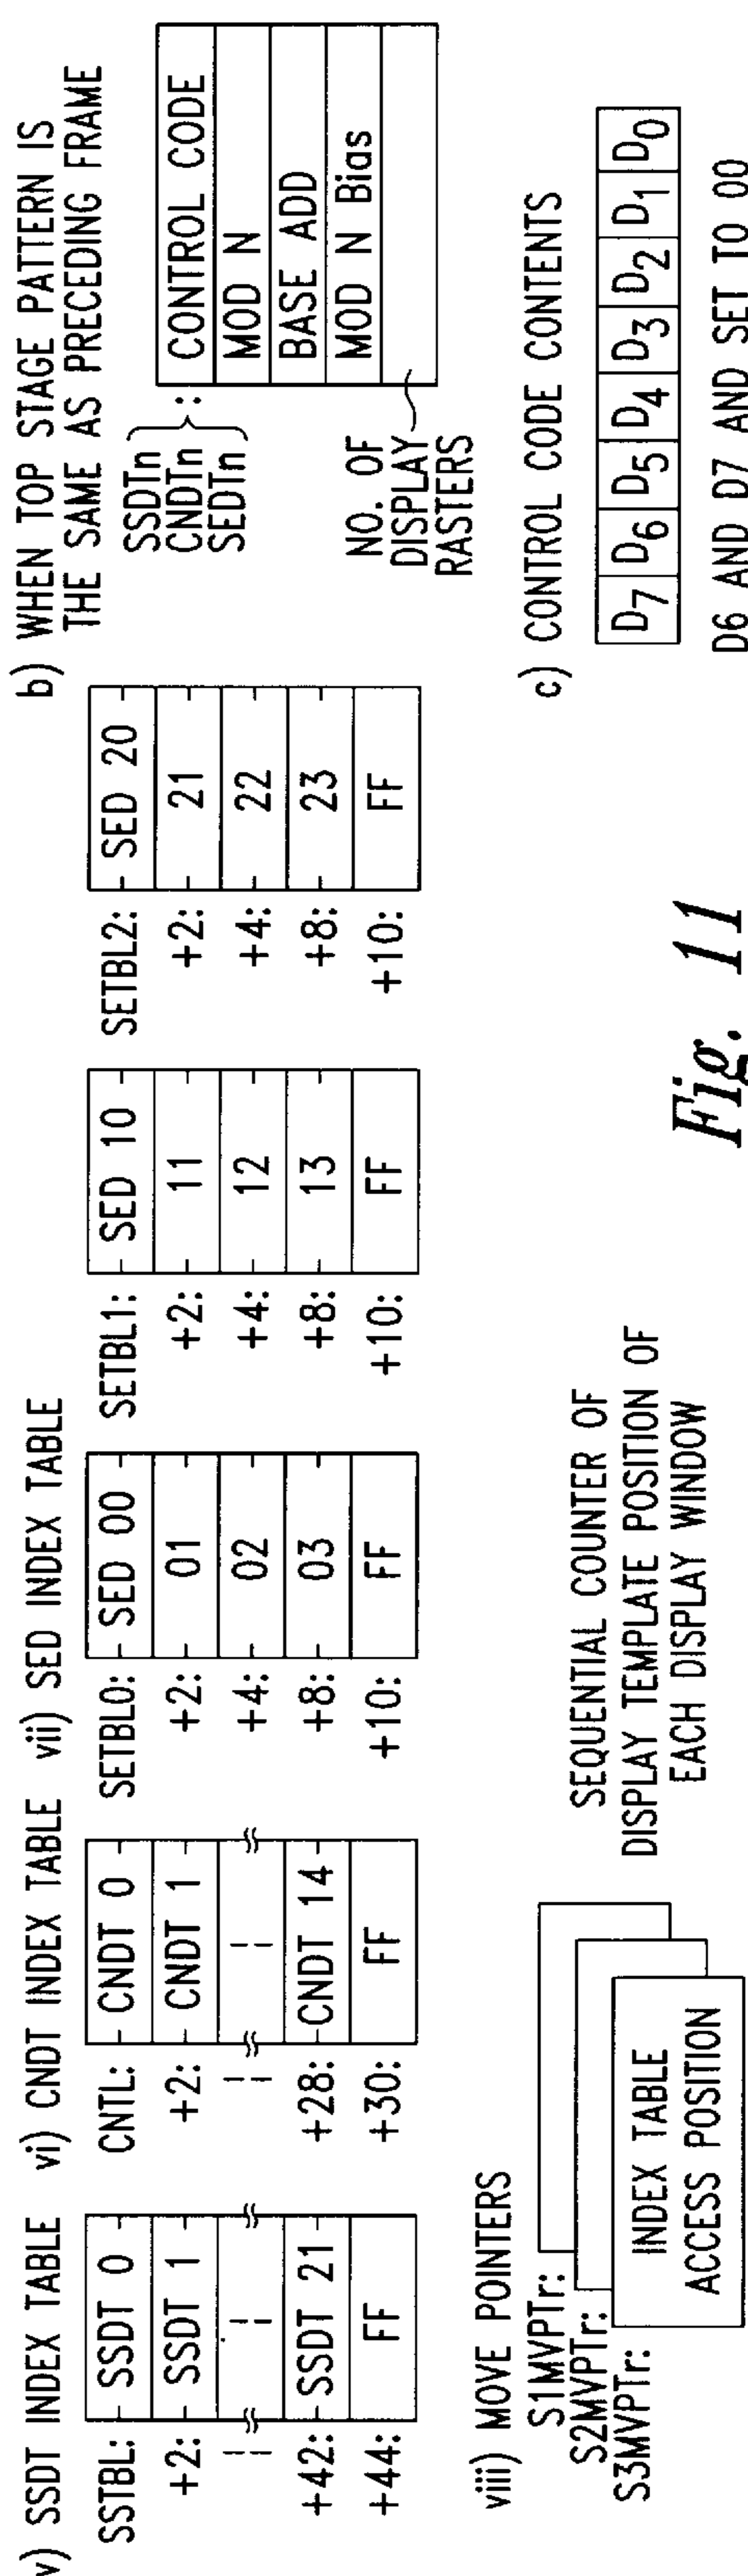 v) SSDT INDEX TABLE
SSTBL: SSDT 0
+2: SSDT 1
+42: SSDT 21
+44: FF
vi) CNDT INDEX TABLE
CNTL: CNDT 0
+2: CNDT 1
+28: CNDT 14
+30: FF
vii) SED INDEX TABLE
SETBL0: SED 00
+2: 01
+4: 02
+8: 03
+10: FF
SETBL1: SED 10
+2: 11
+4: 12
+8: 13
+10: FF
SETBL2: SED 20
+2: 21
+4: 22
+8: 23
+10: FF
viii) MOVE POINTERS
S1MVPTr:
S2MVPTr:
S3MVPTr:
INDEX TABLE
ACCESS POSITION
SEQUENTIAL COUNTER OF
DISPLAY TEMPLATE POSITION OF
EACH DISPLAY WINDOW
b) WHEN TOP STAGE PATTERN IS
THE SAME AS PRECEDING FRAME
SSDTn
CNDTn
SEDTn
:
CONTROL CODE
MOD N
BASE ADD
MOD N Bias
NO. OF
DISPLAY
RASTERS
c) CONTROL CODE CONTENTS
D7 D6 D5 D4 D3 D2 D1 D0
D6 AND D7 AND SET TO 00
Fig. 11